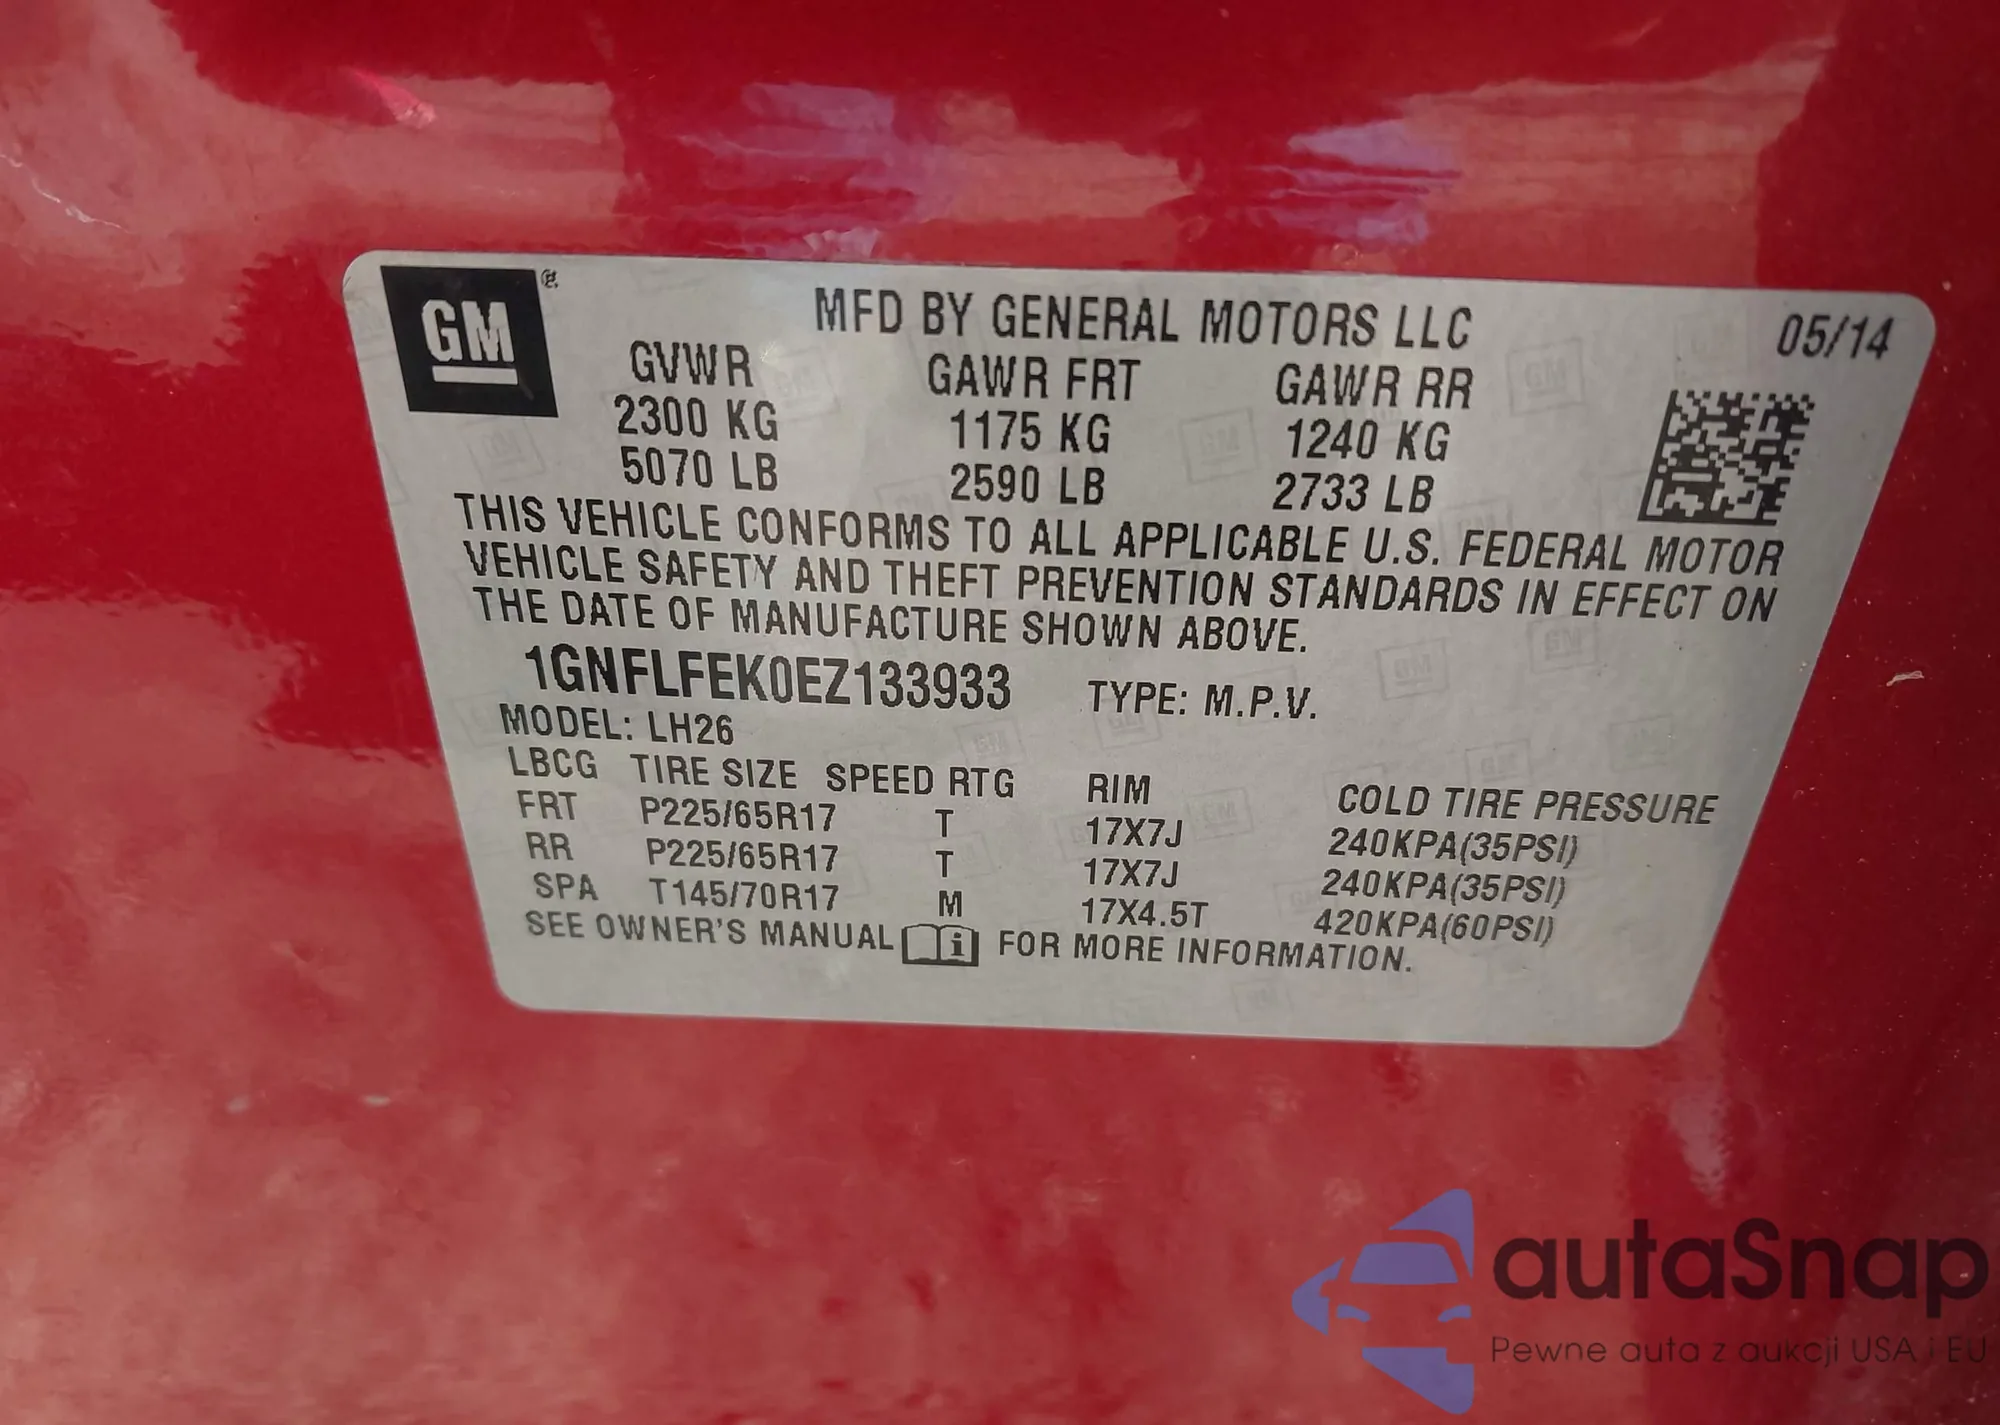 GM
MFD BY GENERAL MOTORS LLC 05/14
GVWR GAWR FRT GAWR RR
2300 KG 1175 KG 1240 KG
5070 LB 2590 LB 2733 LB
THIS VEHICLE CONFORMS TO ALL APPLICABLE U.S. FEDERAL MOTOR
VEHICLE SAFETY AND THEFT PREVENTION STANDARDS IN EFFECT ON
THE DATE OF MANUFACTURE SHOWN ABOVE.
1GNFLFEK0EZ133933 TYPE: M.P.V.
MODEL: LH26
LBCG TIRE SIZE SPEED RTG RIM COLD TIRE PRESSURE
FRT P225/65R17 T 17X7J 240KPA(35PSI)
RR P225/65R17 T 17X7J 240KPA(35PSI)
SPA T145/70R17 M 17X4.5T 420KPA(60PSI)
SEE OWNER'S MANUAL FOR MORE INFORMATION.
autaSnap
Pewne auta z aukcji USA i EU